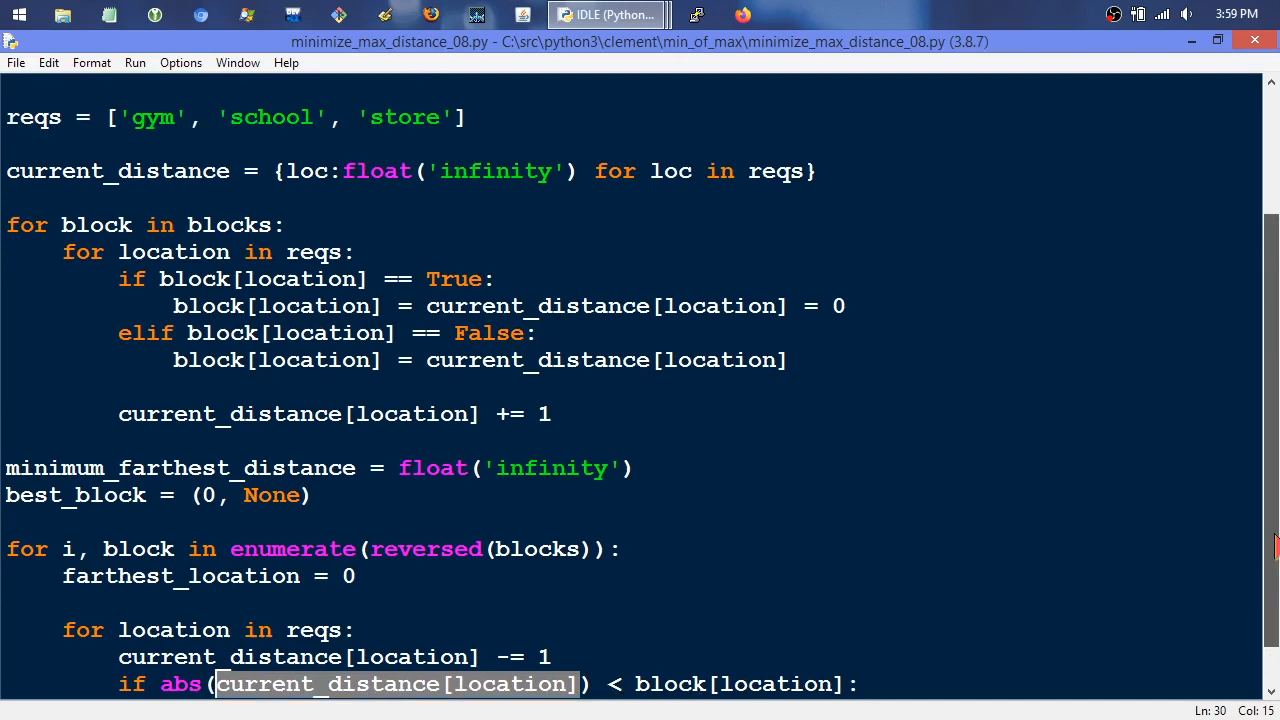 IDLE (Python...
3:59 PM
minimize_max_distance_08.py - C:\src\python3\clement\min_of_max\minimize_max_distance_08.py (3.8.7)
File Edit Format Run Options Window Help
reqs = ['gym', 'school', 'store']
current_distance = {loc:float('infinity') for loc in reqs}
for block in blocks:
for location in reqs:
if block[location] == True:
block[location] = current_distance[location] = 0
elif block[location] == False:
block[location] = current_distance[location]
current_distance[location] += 1
minimum_farthest_distance = float('infinity')
best_block = (0, None)
for i, block in enumerate(reversed(blocks)):
farthest_location = 0
for location in reqs:
current_distance[location] -= 1
if abs(current_distance[location]) < block[location]:
Ln: 30 Col: 15